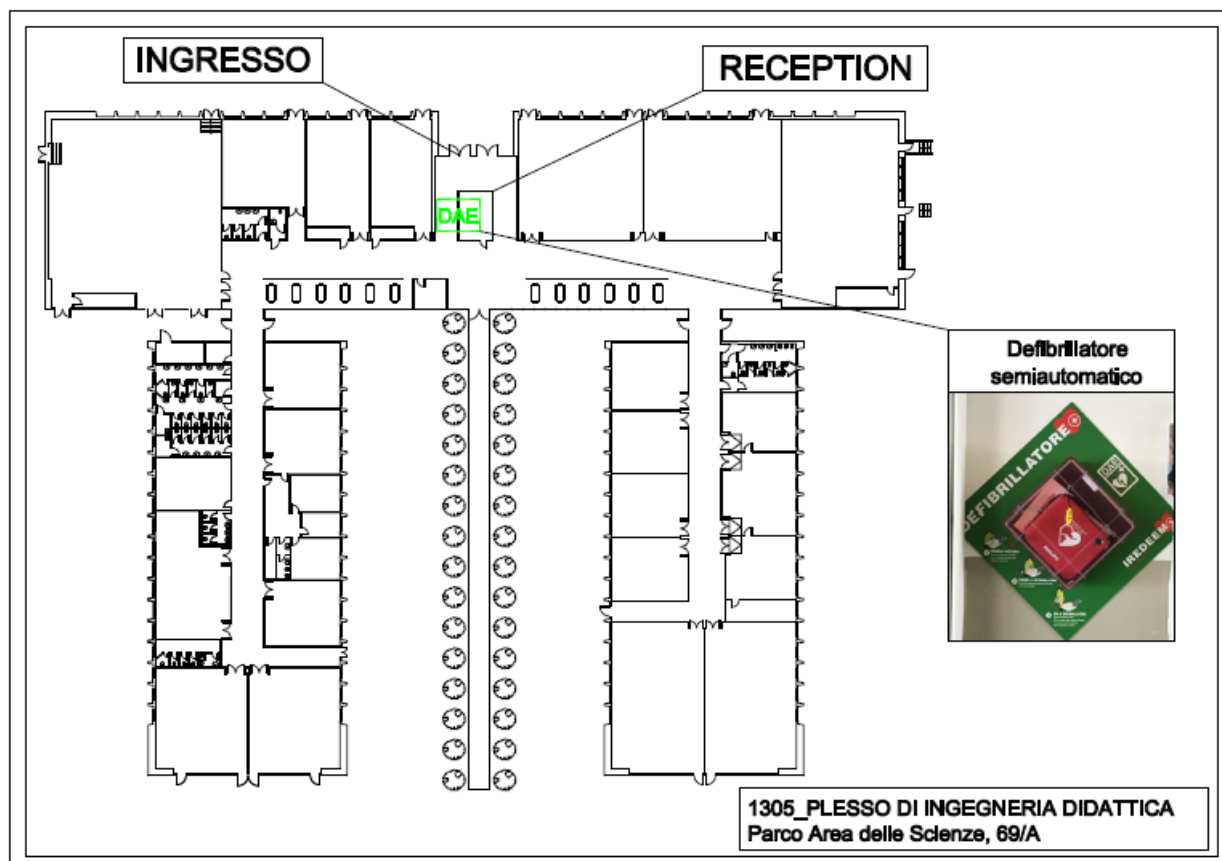 INGRESSO
RECEPTION
DAE
Defibrillatore
semiautomatico
DEFIBRILLATORE
DAE
IREDEEM
1305_PLESSO DI INGEGNERIA DIDATTICA
Parco Area delle Scienze, 69/A